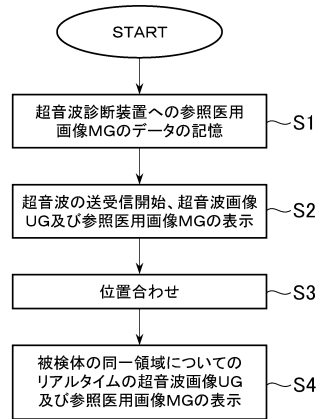 START
超音波診断装置への参照医用
画像MGのデータの記憶
S1
超音波の送受信開始、超音波画像
UG及び参照医用画像MGの表示
S2
位置合わせ
S3
被検体の同一領域についての
リアルタイムの超音波画像UG
及び参照医用画像MGの表示
S4